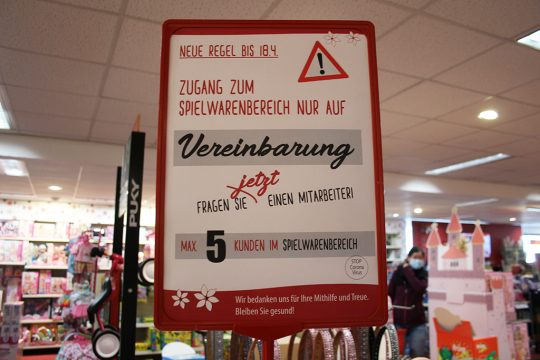 NEUE REGEL BIS 18.4.
ZUGANG ZUM
SPIELWARENBEREICH NUR AUF
Vereinbarung
jetzt
FRAGEN SIE EINEN MITARBEITER!
MAX 5 KUNDEN IM SPIELWARENBEREICH
STOP
Corona
Virus
Wir bedanken uns für Ihre Mithilfe und Treue.
Bleiben Sie gesund!
PUKY